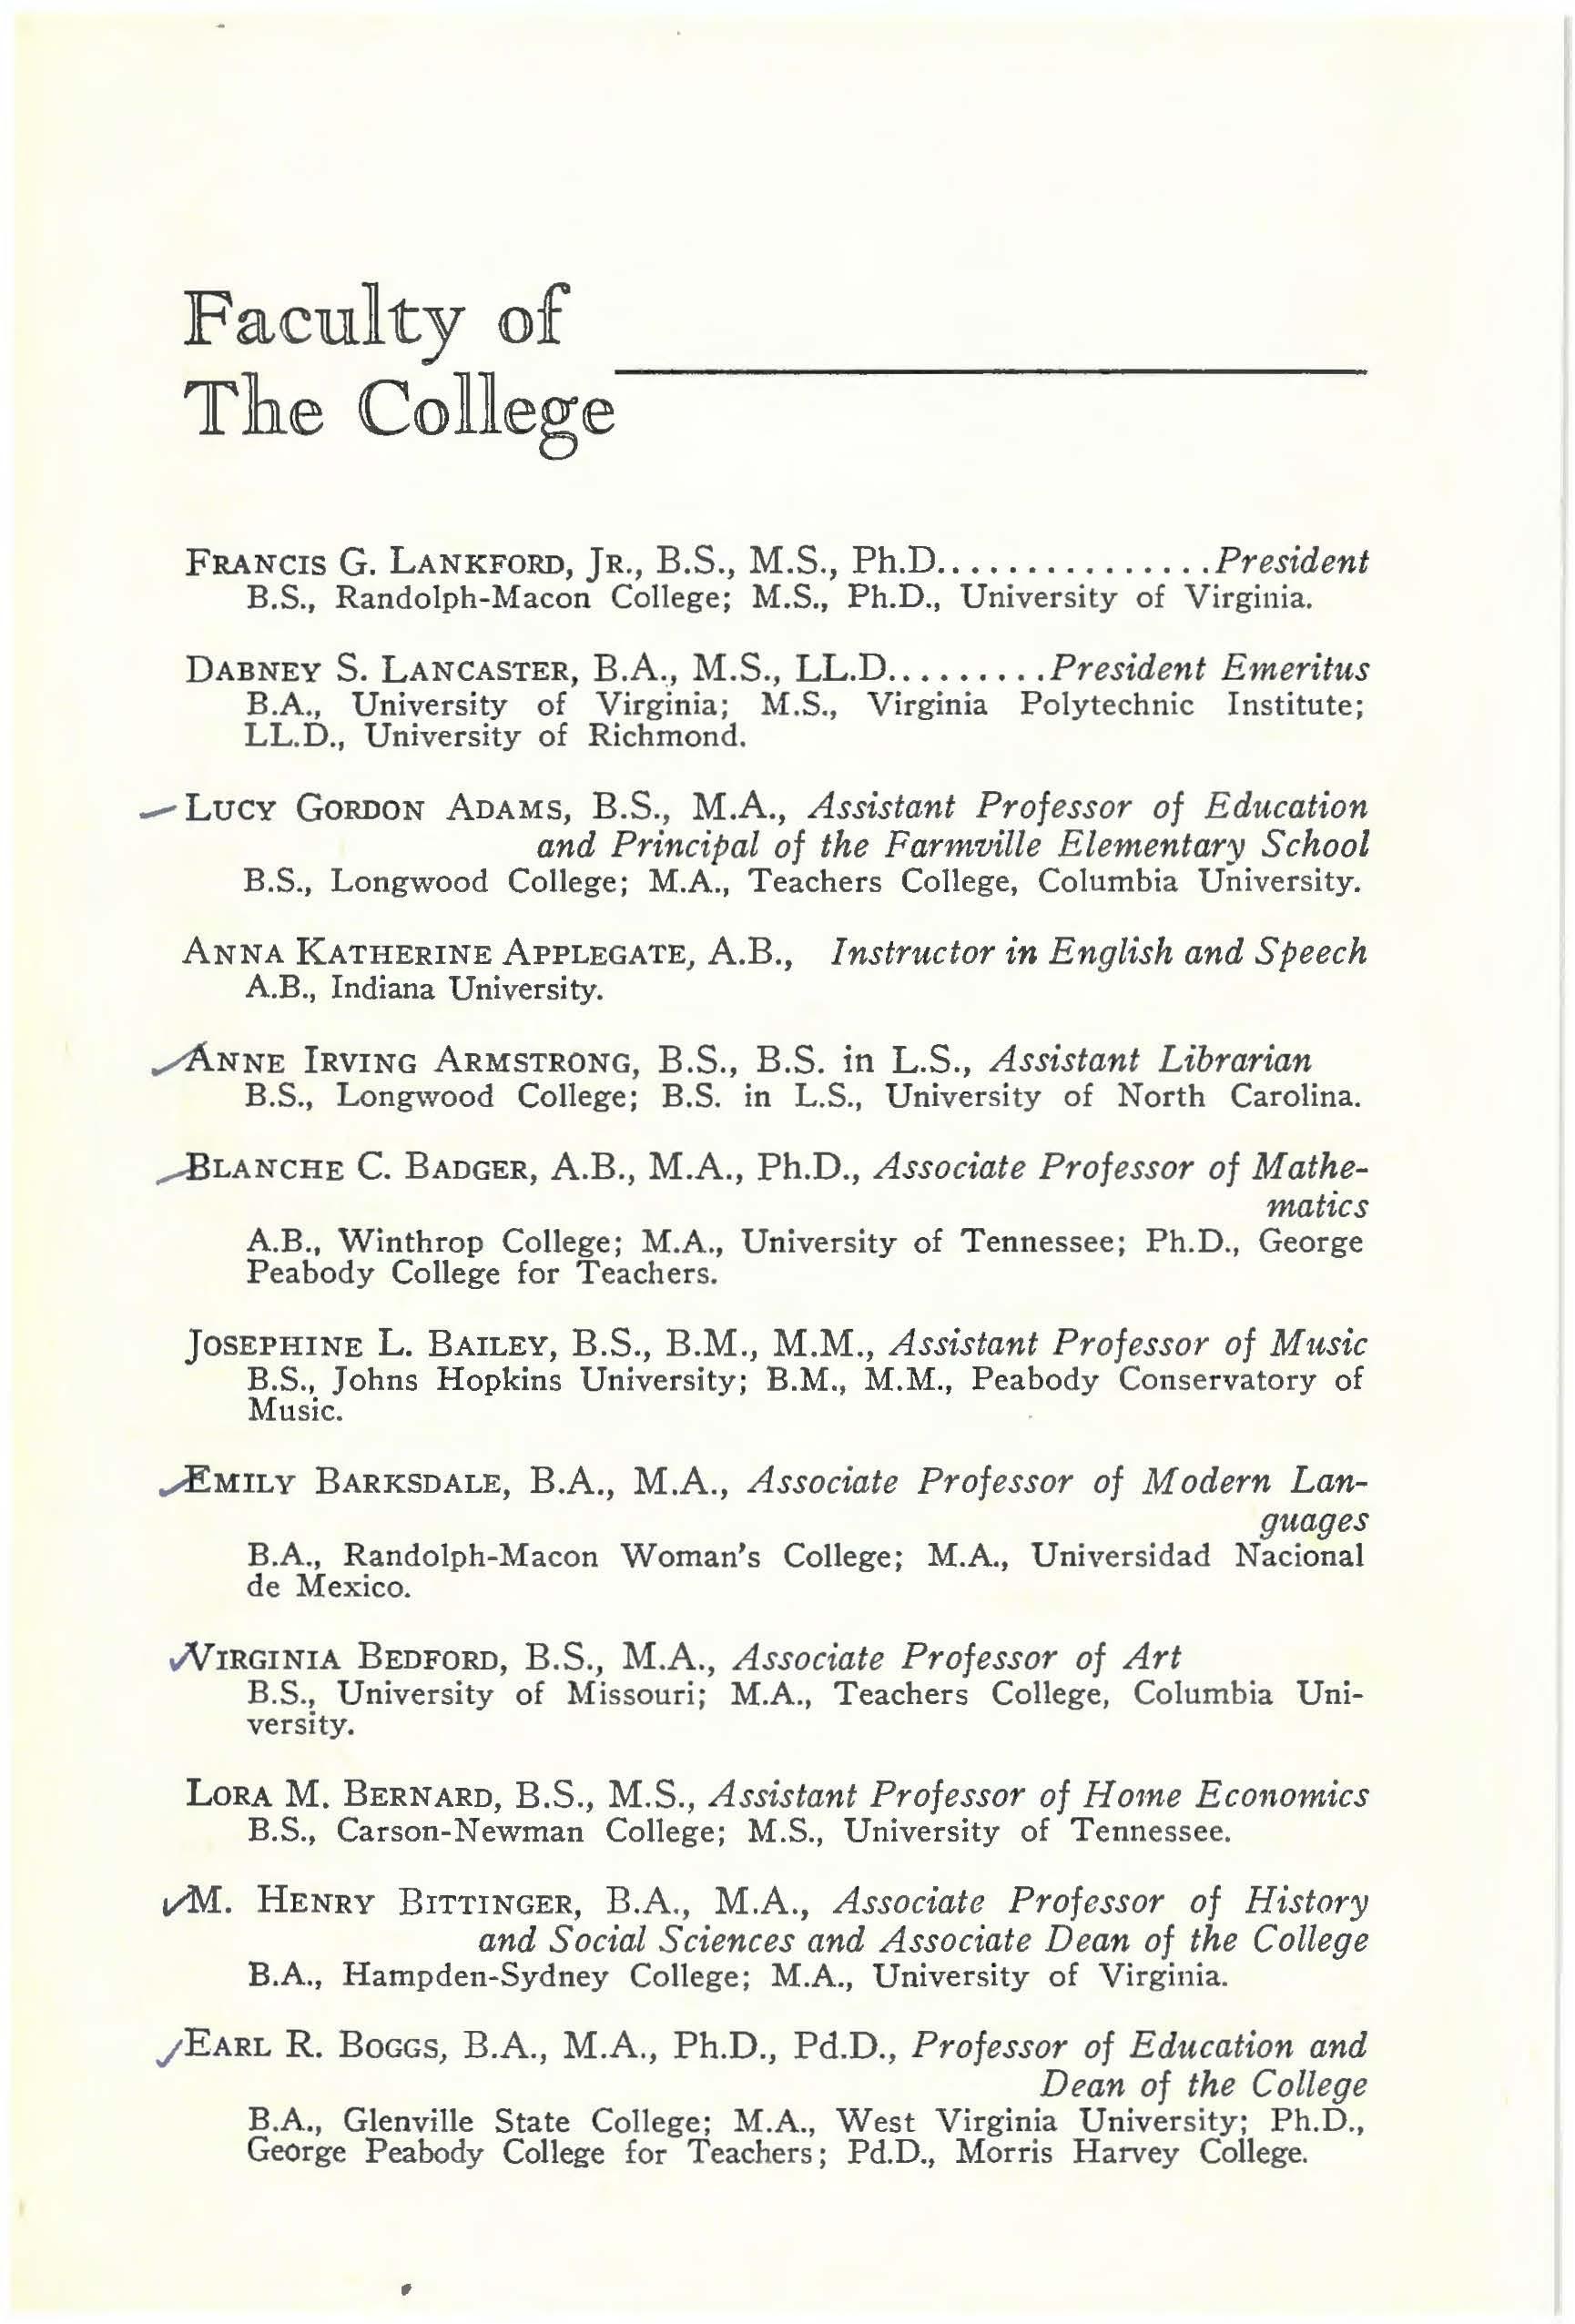 Faculty of
The College
FRANCIS G. LANKFORD, JR., B.S., M.S., Ph.D................President
B.S., Randolph-Macon College; M.S., Ph.D., University of Virginia.
DABNEY S. LANCASTER, B.A., M.S., LL.D.........President Emeritus
B.A., University of Virginia; M.S., Virginia Polytechnic Institute;
LL.D., University of Richmond.
LUCY GORDON ADAMS, B.S., M.A., Assistant Professor of Education
and Principal of the Farmville Elementary School
B.S., Longwood College; M.A., Teachers College, Columbia University.
ANNA KATHERINE APPLEGATE, A.B., Instructor in English and Speech
A.B., Indiana University.
ANNE IRVING ARMSTRONG, B.S., B.S. in L.S., Assistant Librarian
B.S., Longwood College; B.S. in L.S., University of North Carolina.
BLANCHE C. BADGER, A.B., M.A., Ph.D., Associate Professor of Mathe-
matics
A.B., Winthrop College; M.A., University of Tennessee; Ph.D., George
Peabody College for Teachers.
JOSEPHINE L. BAILEY, B.S., B.M., M.M., Assistant Professor of Music
B.S., Johns Hopkins University; B.M., M.M., Peabody Conservatory of
Music.
EMILY BARKSDALE, B.A., M.A., Associate Professor of Modern Lan-
guages
B.A., Randolph-Macon Woman's College; M.A., Universidad Nacional
de Mexico.
VIRGINIA BEDFORD, B.S., M.A., Associate Professor of Art
B.S., University of Missouri; M.A., Teachers College, Columbia Uni-
versity.
LORA M. BERNARD, B.S., M.S., Assistant Professor of Home Economics
B.S., Carson-Newman College; M.S., University of Tennessee.
M. HENRY BITTINGER, B.A., M.A., Associate Professor of History
and Social Sciences and Associate Dean of the College
B.A., Hampden-Sydney College; M.A., University of Virginia.
EARL R. BOGGS, B.A., M.A., Ph.D., Pd.D., Professor of Education and
Dean of the College
B.A., Glenville State College; M.A., West Virginia University; Ph.D.,
George Peabody College for Teachers; Pd.D., Morris Harvey College.